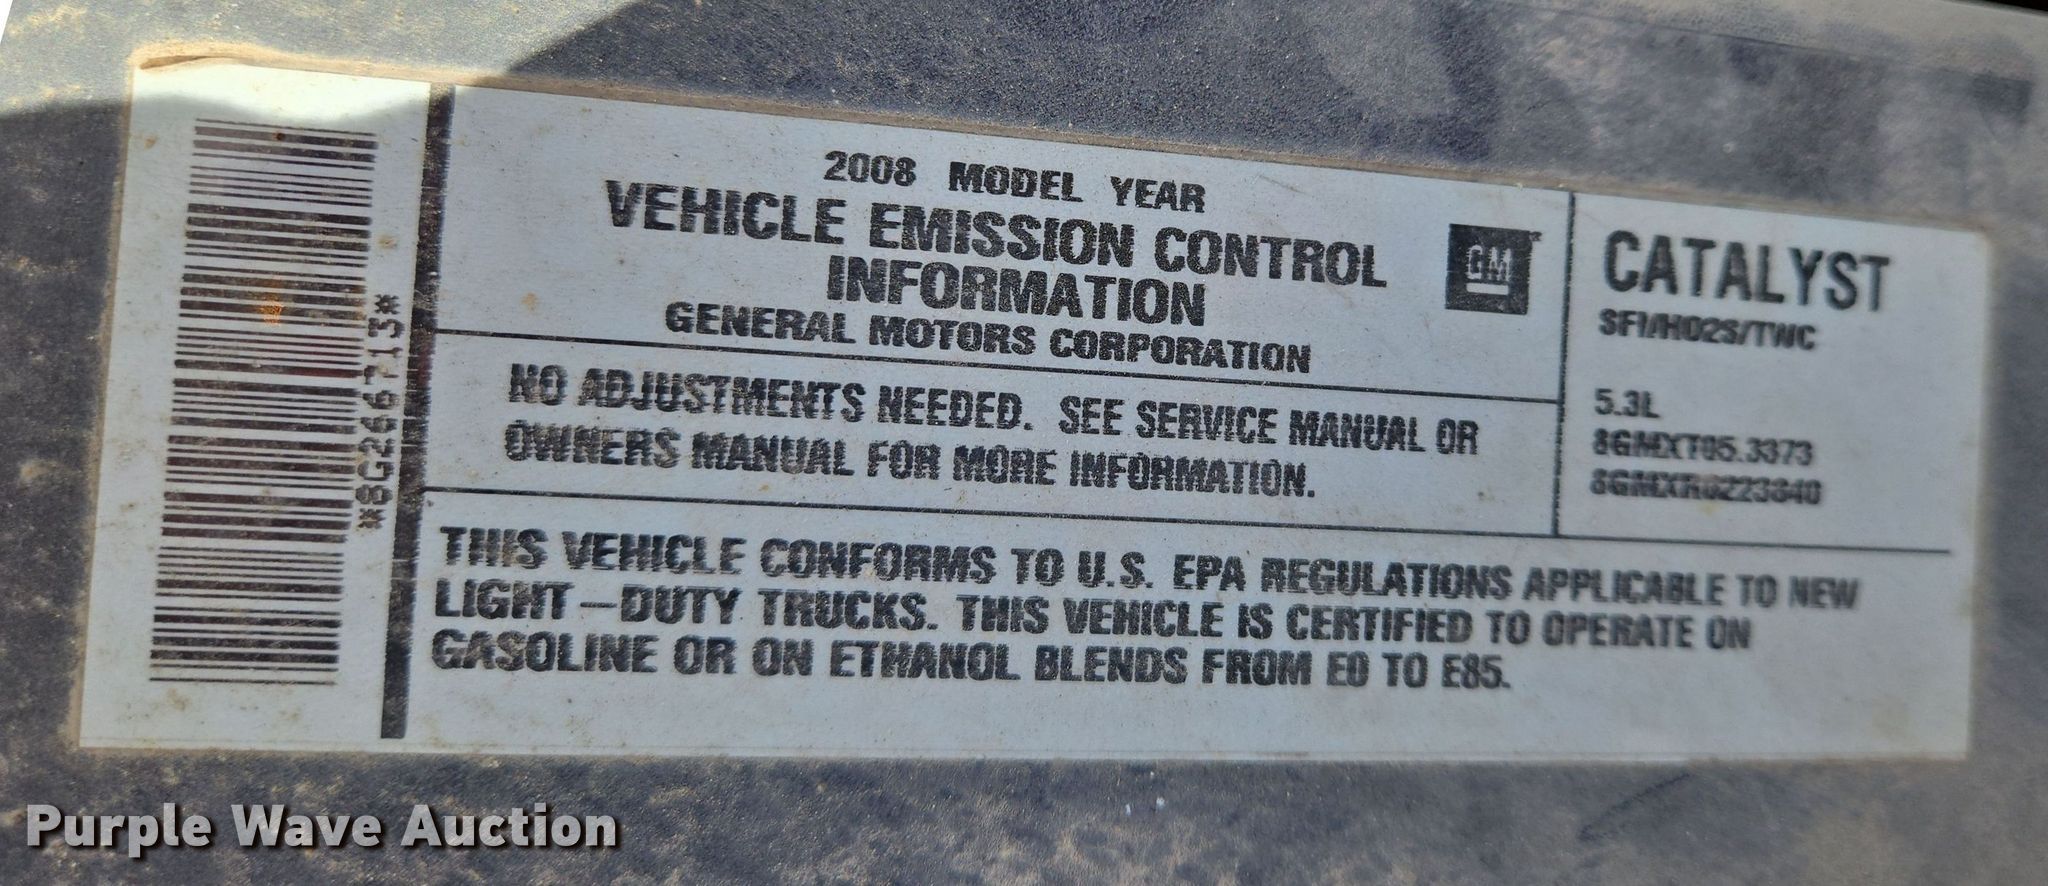 2008 MODEL YEAR
VEHICLE EMISSION CONTROL
INFORMATION
GENERAL MOTORS CORPORATION
GM
NO ADJUSTMENTS NEEDED. SEE SERVICE MANUAL OR
OWNERS MANUAL FOR MORE INFORMATION.
CATALYST
SFI/HO2S/TWC
5.3L
8GMXT05.3373
8GMXR0223840
THIS VEHICLE CONFORMS TO U.S. EPA REGULATIONS APPLICABLE TO NEW
LIGHT-DUTY TRUCKS. THIS VEHICLE IS CERTIFIED TO OPERATE ON
GASOLINE OR ON ETHANOL BLENDS FROM E0 TO E85.
Purple Wave Auction